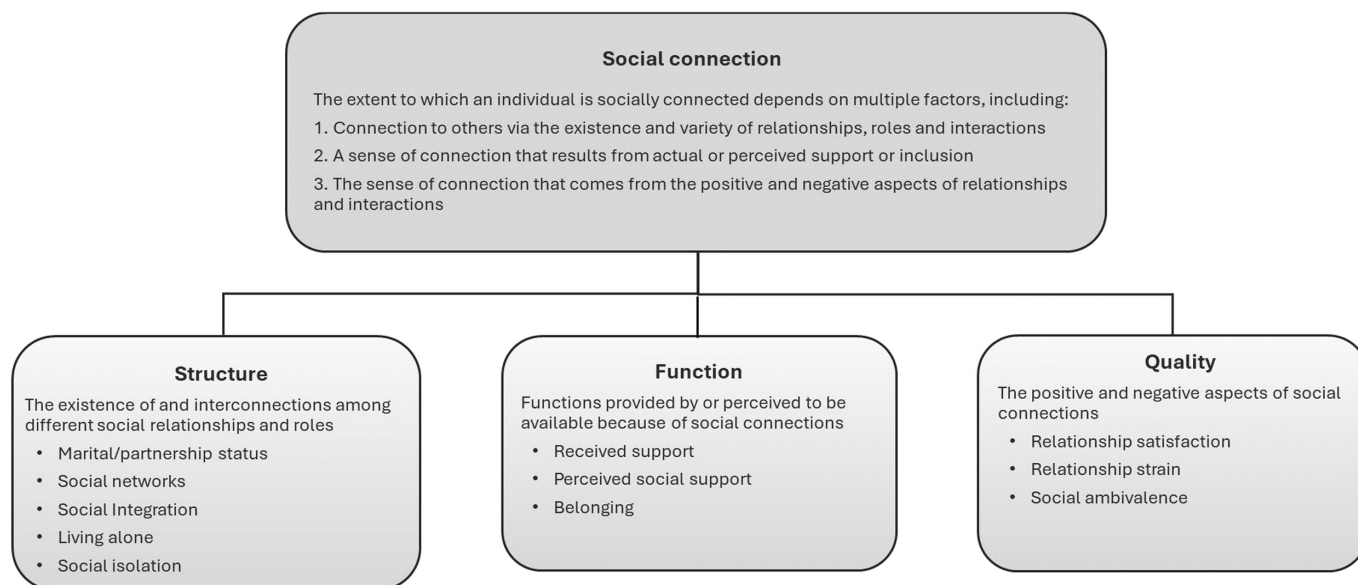 Social connection
The extent to which an individual is socially connected depends on multiple factors, including:
1. Connection to others via the existence and variety of relationships, roles and interactions
2. A sense of connection that results from actual or perceived support or inclusion
3. The sense of connection that comes from the positive and negative aspects of relationships
and interactions
Structure
The existence of and interconnections among
different social relationships and roles
• Marital/partnership status
• Social networks
• Social Integration
• Living alone
• Social isolation
Function
Functions provided by or perceived to be
available because of social connections
• Received support
• Perceived social support
• Belonging
Quality
The positive and negative aspects of social
connections
• Relationship satisfaction
• Relationship strain
• Social ambivalence